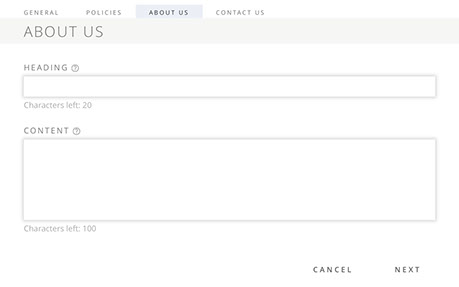 GENERAL POLICIES ABOUT US CONTACT US
ABOUT US
HEADING ?
Characters left: 20
CONTENT ?
Characters left: 100
CANCEL NEXT